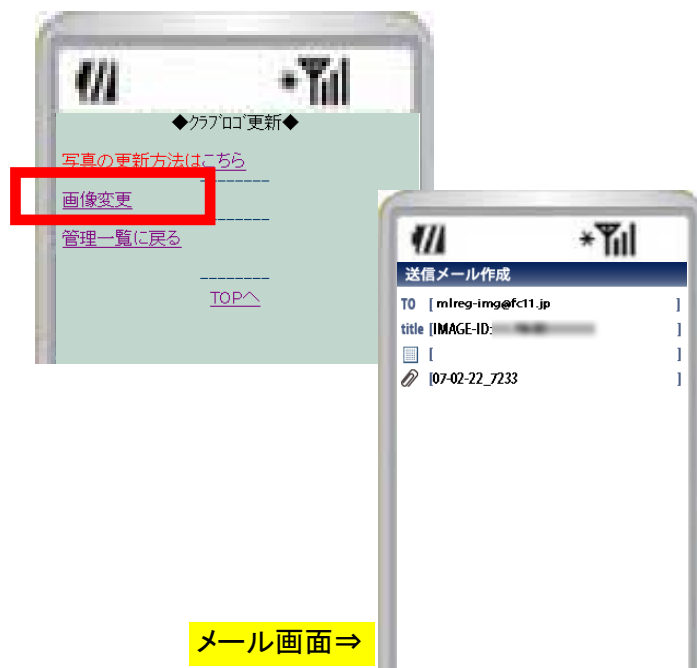 ◆ｸﾗﾌﾞﾛｺﾞ更新◆
写真の更新方法はこちら
--------
画像変更
--------
管理一覧に戻る
--------
TOPへ
送信メール作成
TO [ mlreg-img@fc11.jp ]
title [IMAGE-ID: ]
[ ]
[07-02-22_7233 ]
メール画面⇒